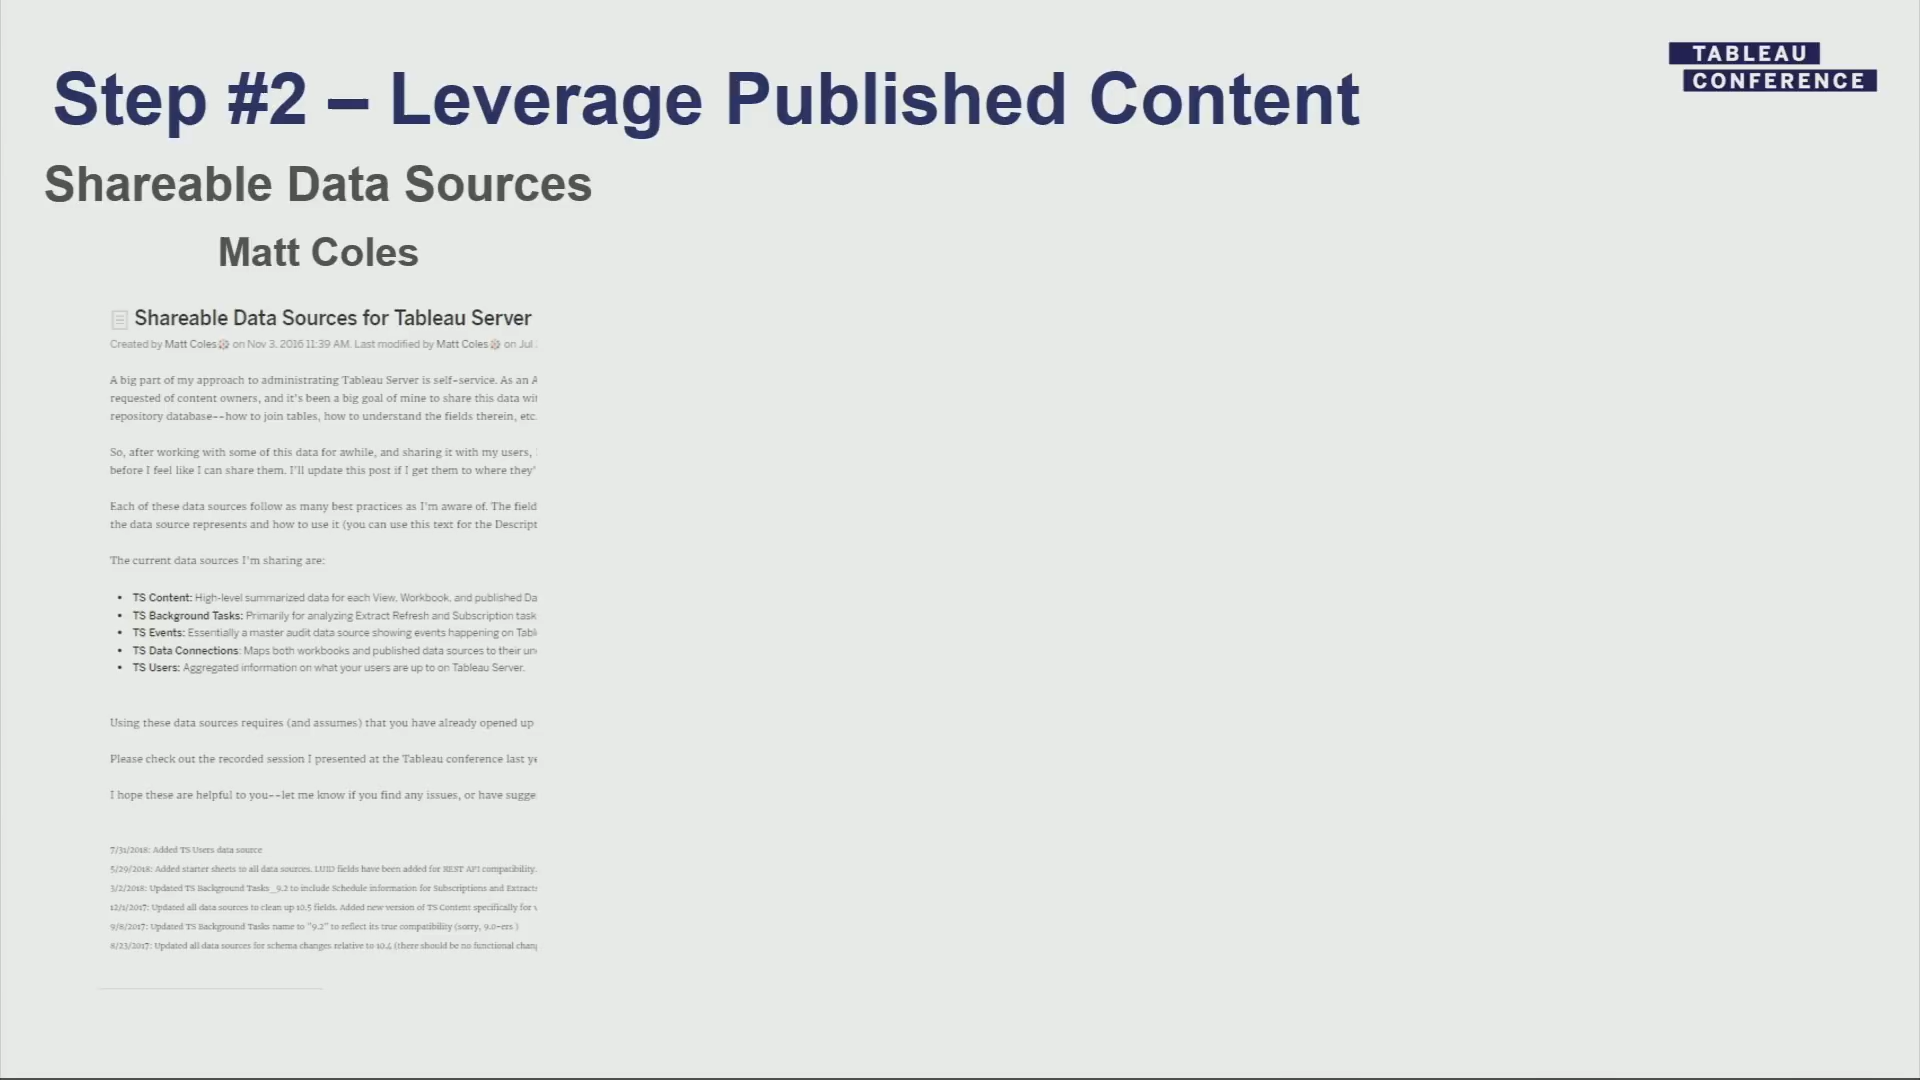 TABLEAU
CONFERENCE
Step #2 – Leverage Published Content
Shareable Data Sources
Matt Coles
Shareable Data Sources for Tableau Server
Created by Matt Coles on Nov 3, 2016 11:39 AM. Last modified by Matt Coles on Jul
A big part of my approach to administrating Tableau Server is self-service. As an A
requested of content owners, and it's been a big goal of mine to share this data wit
repository database--how to join tables, how to understand the fields therein, etc.
So, after working with some of this data for awhile, and sharing it with my users,
before I feel like I can share them. I'll update this post if I get them to where they'
Each of these data sources follow as many best practices as I'm aware of. The field
the data source represents and how to use it (you can use this text for the Descript
The current data sources I'm sharing are:
• TS Content: High-level summarized data for each View, Workbook, and published Da
• TS Background Tasks: Primarily for analyzing Extract Refresh and Subscription task
• TS Events: Essentially a master audit data source showing events happening on Tabl
• TS Data Connections: Maps both workbooks and published data sources to their un
• TS Users: Aggregated information on what your users are up to on Tableau Server.
Using these data sources requires (and assumes) that you have already opened up
Please check out the recorded session I presented at the Tableau conference last ye
I hope these are helpful to you--let me know if you find any issues, or have sugge
7/31/2018: Added TS Users data source
5/29/2018: Added starter sheets to all data sources. LUID fields have been added for REST API compatibility.
3/2/2018: Updated TS Background Tasks_9.2 to include Schedule information for Subscriptions and Extracts
12/1/2017: Updated all data sources to clean up 10.5 fields. Added new version of TS Content specifically for v
9/8/2017: Updated TS Background Tasks name to "9.2" to reflect its true compatibility (sorry, 9.0-ers )
8/23/2017: Updated all data sources for schema changes relative to 10.4 (there should be no functional chang